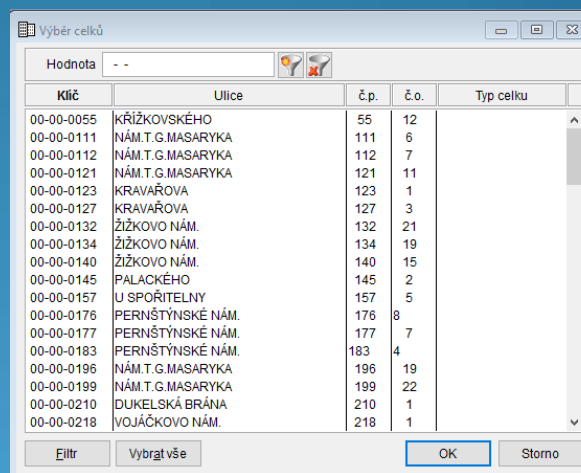 Výběr celků
Hodnota - -
Klíč Ulice č.p. č.o. Typ celku
00-00-0055 KŘÍŽKOVSKÉHO 55 12
00-00-0111 NÁM.T.G.MASARYKA 111 6
00-00-0112 NÁM.T.G.MASARYKA 112 7
00-00-0121 NÁM.T.G.MASARYKA 121 11
00-00-0123 KRAVAŘOVA 123 1
00-00-0127 KRAVAŘOVA 127 3
00-00-0132 ŽIŽKOVO NÁM. 132 21
00-00-0134 ŽIŽKOVO NÁM. 134 19
00-00-0140 ŽIŽKOVO NÁM. 140 15
00-00-0145 PALACKÉHO 145 2
00-00-0157 U SPOŘITELNY 157 5
00-00-0176 PERNŠTÝNSKÉ NÁM. 176 8
00-00-0177 PERNŠTÝNSKÉ NÁM. 177 7
00-00-0183 PERNŠTÝNSKÉ NÁM. 183 4
00-00-0196 NÁM.T.G.MASARYKA 196 19
00-00-0199 NÁM.T.G.MASARYKA 199 22
00-00-0210 DUKELSKÁ BRÁNA 210 1
00-00-0218 VOJÁČKOVO NÁM. 218 1
Filtr Vybrat vše OK Storno